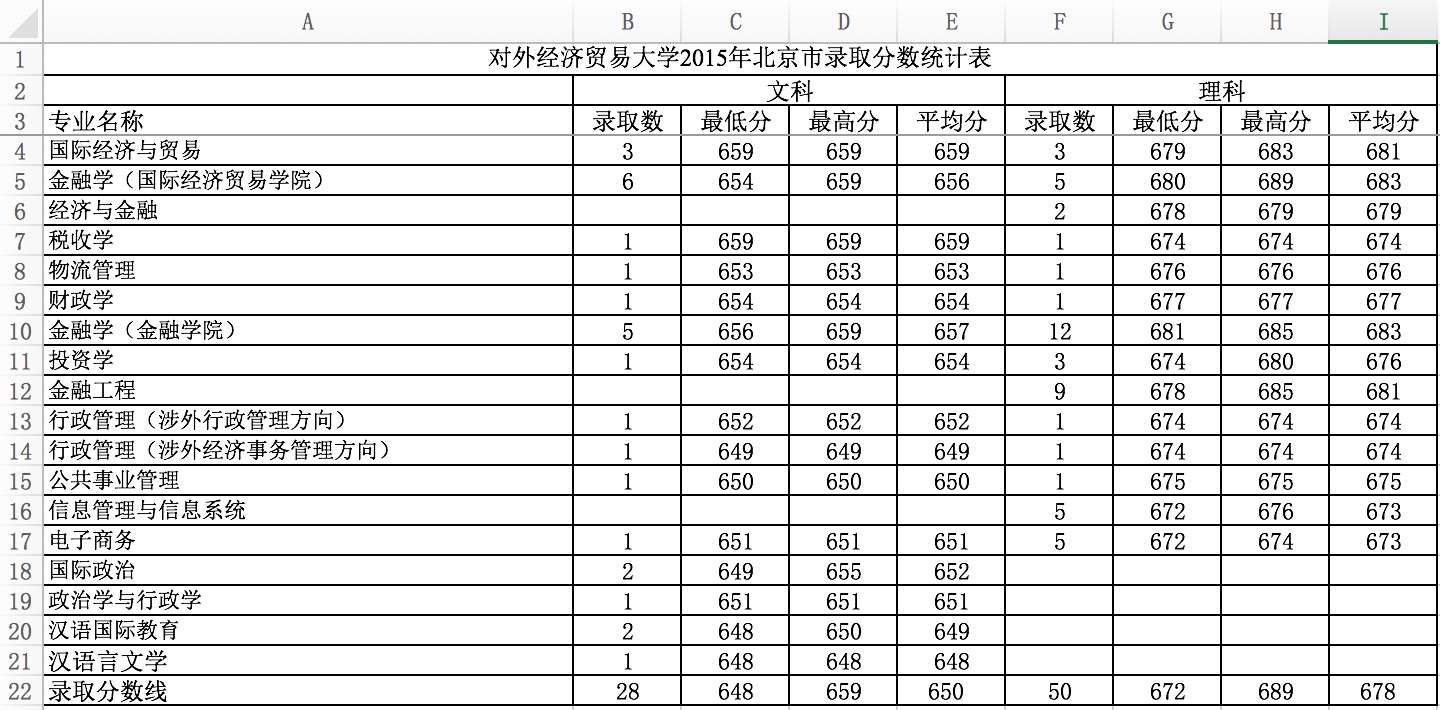 A B C D E F G H I
1 对外经济贸易大学2015年北京市录取分数统计表
2 文科 理科
3 专业名称 录取数 最低分 最高分 平均分 录取数 最低分 最高分 平均分
4 国际经济与贸易 3 659 659 659 3 679 683 681
5 金融学（国际经济贸易学院） 6 654 659 656 5 680 689 683
6 经济与金融 2 678 679 679
7 税收学 1 659 659 659 1 674 674 674
8 物流管理 1 653 653 653 1 676 676 676
9 财政学 1 654 654 654 1 677 677 677
10 金融学（金融学院） 5 656 659 657 12 681 685 683
11 投资学 1 654 654 654 3 674 680 676
12 金融工程 9 678 685 681
13 行政管理（涉外行政管理方向） 1 652 652 652 1 674 674 674
14 行政管理（涉外经济事务管理方向） 1 649 649 649 1 674 674 674
15 公共事业管理 1 650 650 650 1 675 675 675
16 信息管理与信息系统 5 672 676 673
17 电子商务 1 651 651 651 5 672 674 673
18 国际政治 2 649 655 652
19 政治学与行政学 1 651 651 651
20 汉语国际教育 2 648 650 649
21 汉语言文学 1 648 648 648
22 录取分数线 28 648 659 650 50 672 689 678